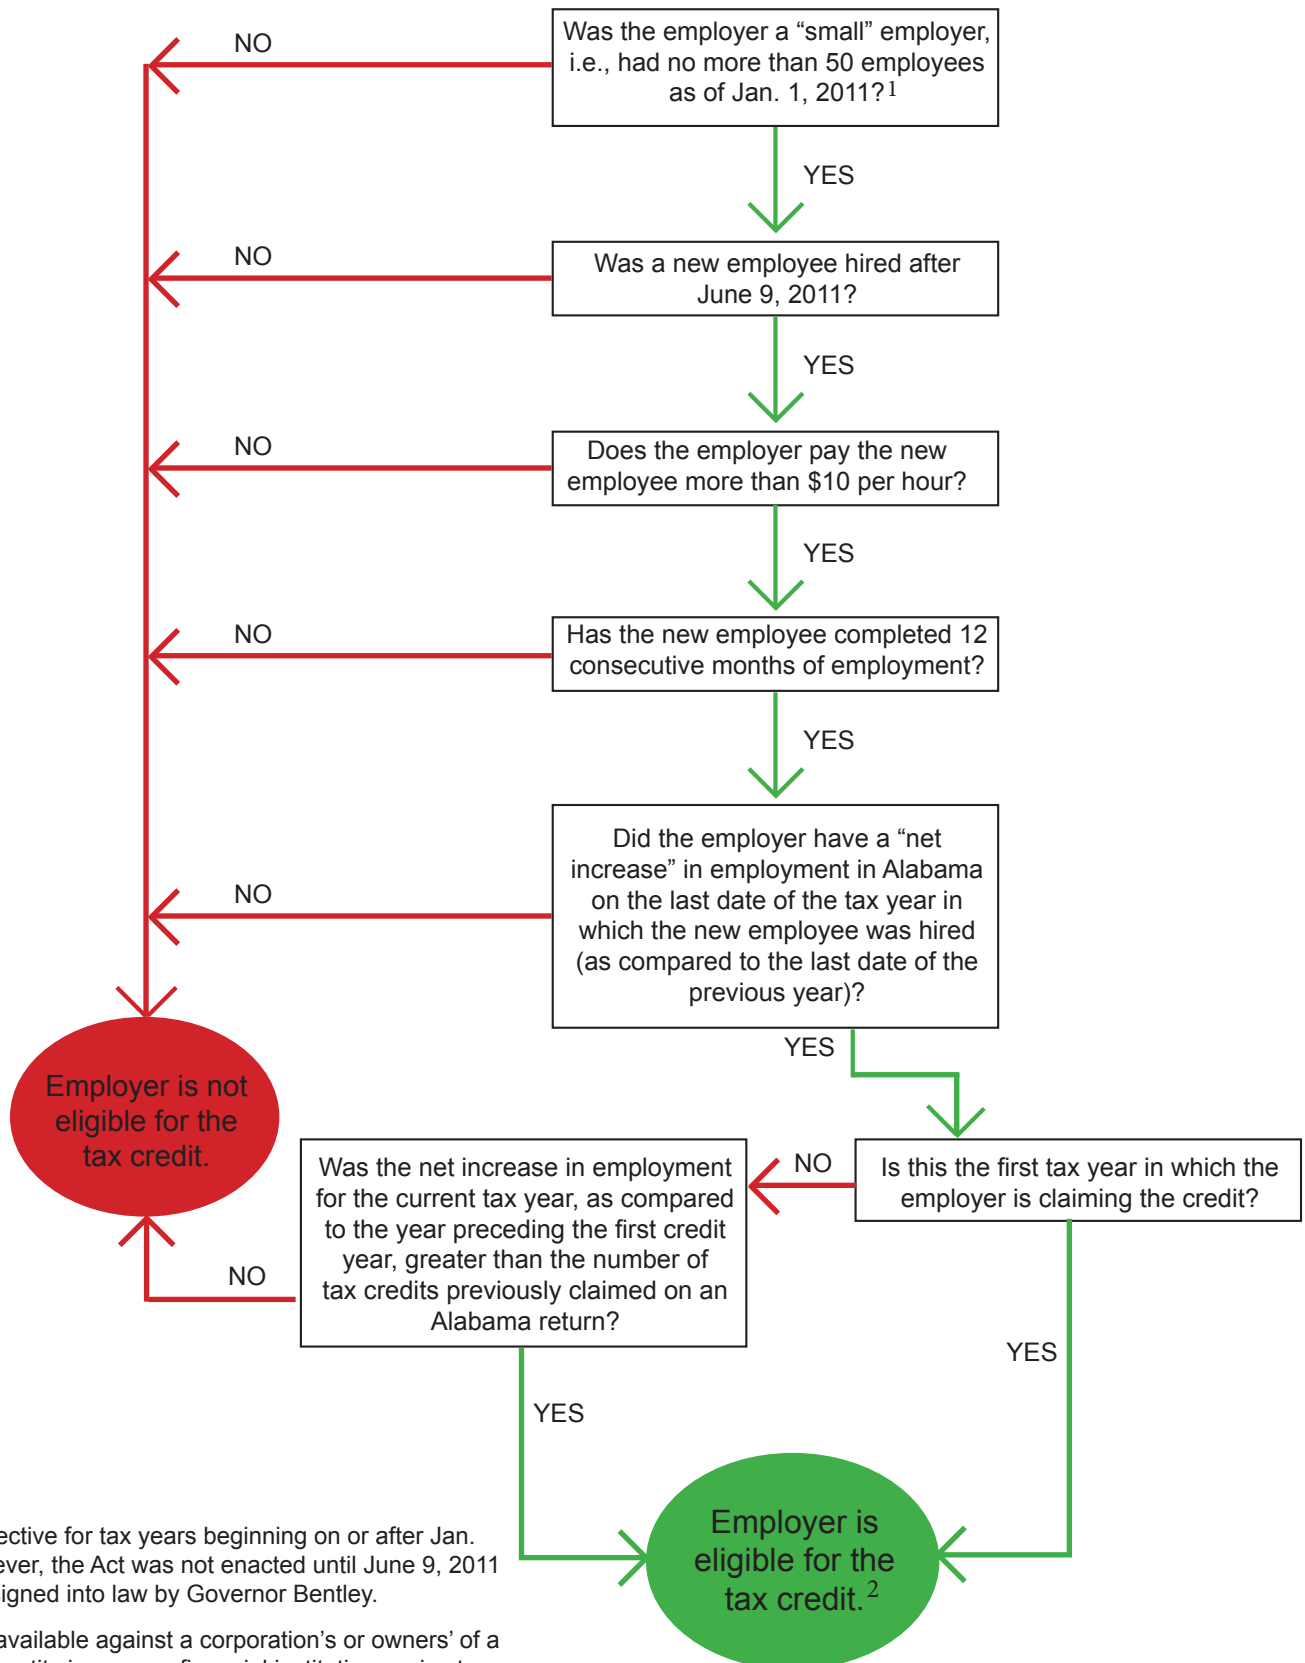 Was the employer a “small” employer,
i.e., had no more than 50 employees
as of Jan. 1, 2011?1
NO
YES
Was a new employee hired after
June 9, 2011?
NO
YES
Does the employer pay the new
employee more than $10 per hour?
NO
YES
Has the new employee completed 12
consecutive months of employment?
NO
YES
Did the employer have a “net
increase” in employment in Alabama
on the last date of the tax year in
which the new employee was hired
(as compared to the last date of the
previous year)?
NO
YES
Employer is not
eligible for the
tax credit.
Is this the first tax year in which the
employer is claiming the credit?
NO
Was the net increase in employment
for the current tax year, as compared
to the year preceding the first credit
year, greater than the number of
tax credits previously claimed on an
Alabama return?
NO
YES
YES
Employer is
eligible for the
tax credit.2
for tax years beginning on or after Jan.
the Act was not enacted until June 9, 2011
signed into law by Governor Bentley.
available against a corporation’s or owners’ of a